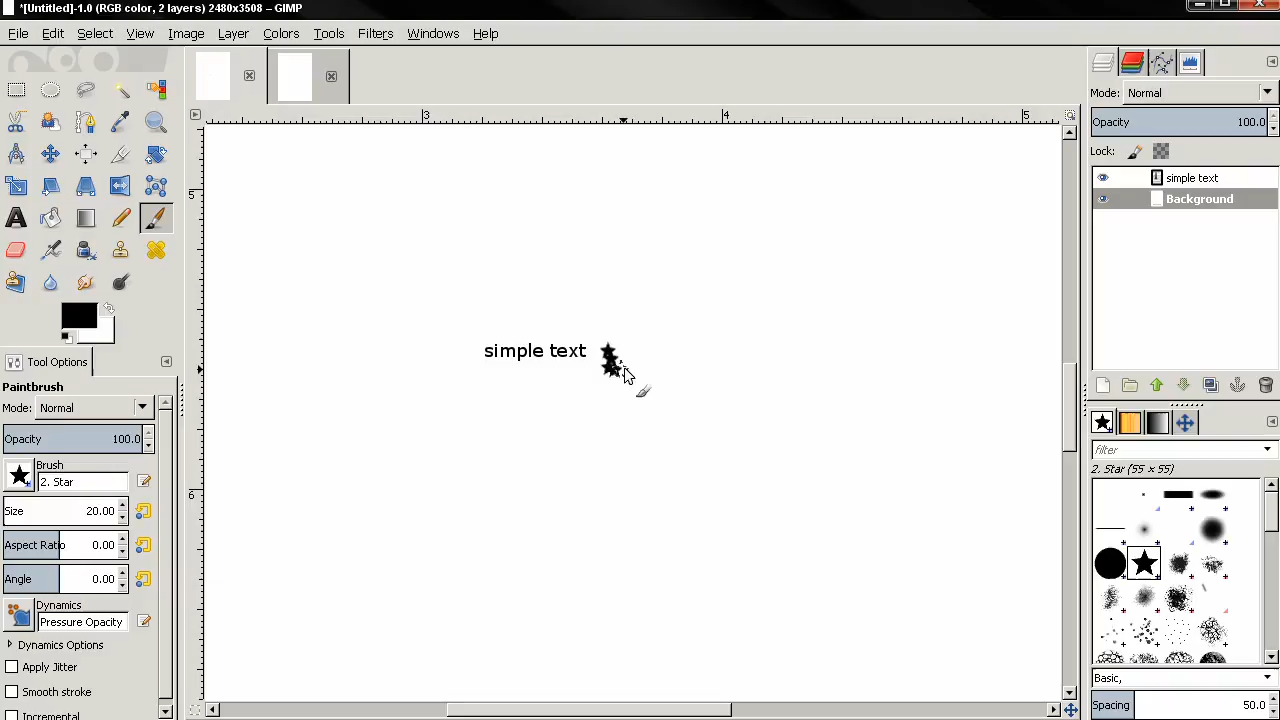 *[Untitled]-1.0 (RGB color, 2 layers) 2480x3508 – GIMP
File Edit Select View Image Layer Colors Tools Filters Windows Help
Mode: Normal
3 4 5
Opacity 100.0
Lock:
simple text
Background
5
simple text
Tool Options
Paintbrush
Mode: Normal
Opacity 100.0
Brush
2. Star
Size 20.00
Aspect Ratio 0.00
Angle 0.00
Dynamics
Pressure Opacity
Dynamics Options
Apply Jitter
Smooth stroke
Incremental
6
filter
2. Star (55 × 55)
Basic,
Spacing 50.0